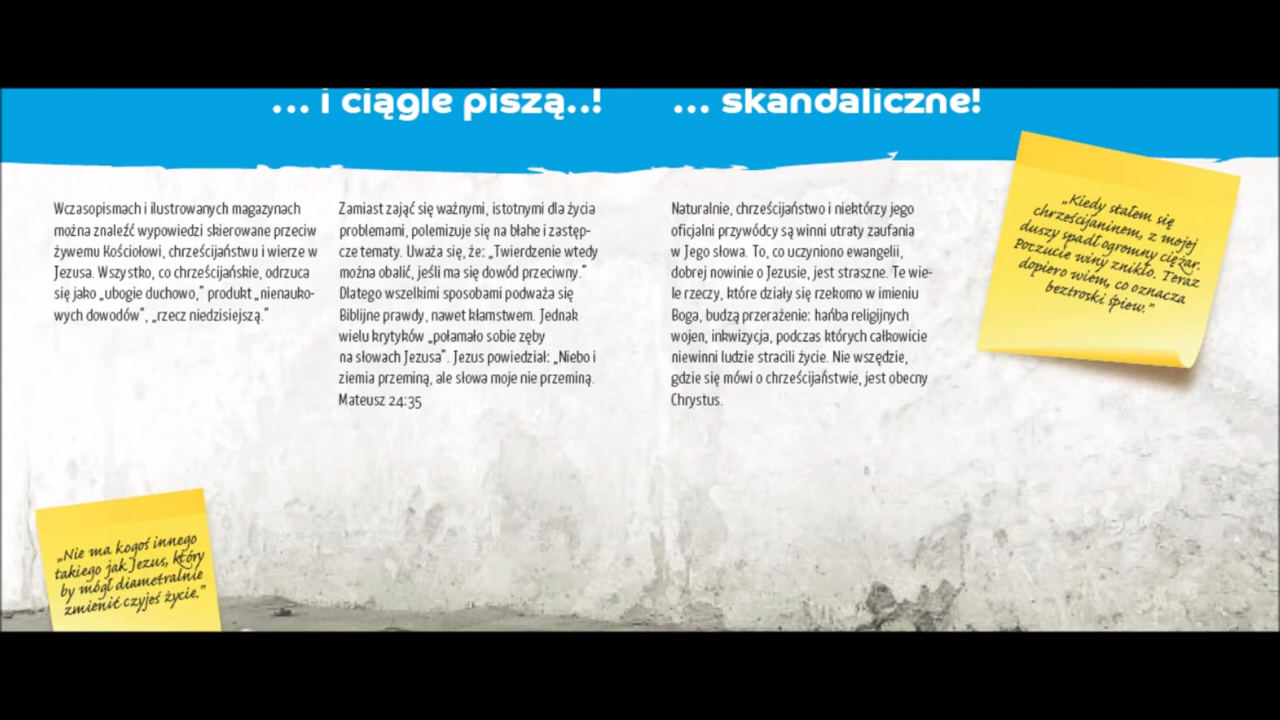 ... i ciągle piszą..!
Wczasopismach i ilustrowanych magazynach
można znaleźć wypowiedzi skierowane przeciw
żywemu Kościołowi, chrześcijaństwu i wierze w
Jezusa. Wszystko, co chrześcijańskie, odrzuca
się jako „ubogie duchowo,” produkt „nienauko-
wych dowodów”, „rzecz niedzisiejszą.”
Zamiast zająć się ważnymi, istotnymi dla życia
problemami, polemizuje się na błahe i zastęp-
cze tematy. Uważa się, że: „Twierdzenie wtedy
można obalić, jeśli ma się dowód przeciwny.”
Dlatego wszelkimi sposobami podważa się
Biblijne prawdy, nawet kłamstwem. Jednak
wielu krytyków „połamało sobie zęby
na słowach Jezusa”. Jezus powiedział: „Niebo i
ziemia przeminą, ale słowa moje nie przeminą.
Mateusz 24:35
... skandaliczne!
Naturalnie, chrześcijaństwo i niektórzy jego
oficjalni przywódcy są winni utraty zaufania
w Jego słowa. To, co uczyniono ewangelii,
dobrej nowinie o Jezusie, jest straszne. Te wie-
le rzeczy, które działy się rzekomo w imieniu
Boga, budzą przerażenie: hańba religijnych
wojen, inkwizycja, podczas których całkowicie
niewinni ludzie stracili życie. Nie wszędzie,
gdzie się mówi o chrześcijaństwie, jest obecny
Chrystus.
„Kiedy stałem się
chrześcijaninem, z mojej
duszy spadł ogromny ciężar.
Poczucie winy znikło. Teraz
dopiero wiem, co oznacza
beztroski śpiew.”
„Nie ma kogoś innego
takiego jak Jezus, który
by mógł diametralnie
zmienić czyjeś życie.”